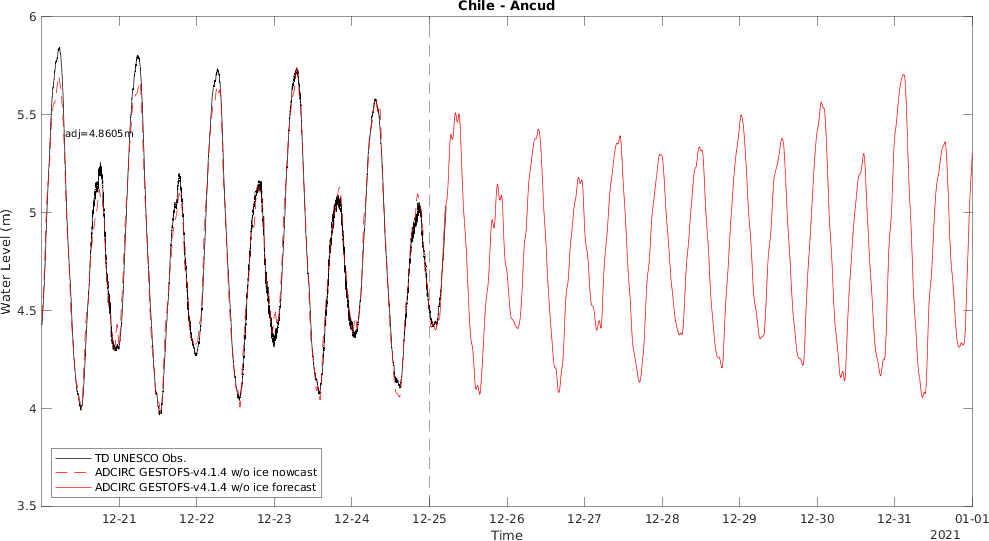 Chile - Ancud
6
5.5
5
4.5
4
3.5
Water Level (m)
adj=4.8605m
TD UNESCO Obs.
ADCIRC GESTOFS-v4.1.4 w/o ice nowcast
ADCIRC GESTOFS-v4.1.4 w/o ice forecast
12-21 12-22 12-23 12-24 12-25 12-26 12-27 12-28 12-29 12-30 12-31 01-01
Time
2021